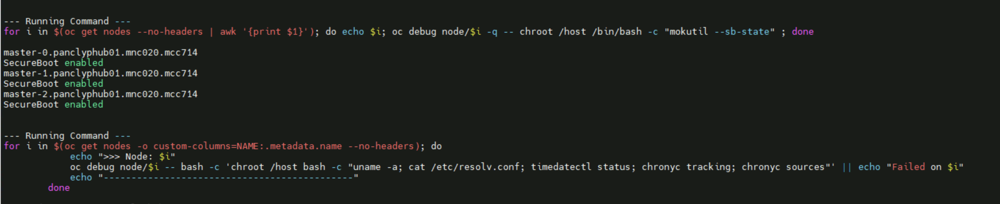 --- Running Command ---
for i in $(oc get nodes --no-headers | awk '{print $1}'); do echo $i; oc debug node/$i -q -- chroot /host /bin/bash -c "mokutil --sb-state" ; done
master-0.panclyphub01.mnc020.mcc714
SecureBoot enabled
master-1.panclyphub01.mnc020.mcc714
SecureBoot enabled
master-2.panclyphub01.mnc020.mcc714
SecureBoot enabled
--- Running Command ---
for i in $(oc get nodes -o custom-columns=NAME:.metadata.name --no-headers); do
echo ">>> Node: $i"
oc debug node/$i -- bash -c 'chroot /host bash -c "uname -a; cat /etc/resolv.conf; timedatectl status; chronyc tracking; chronyc sources"' || echo "Failed on $i"
echo "---------------------------------------------"
done